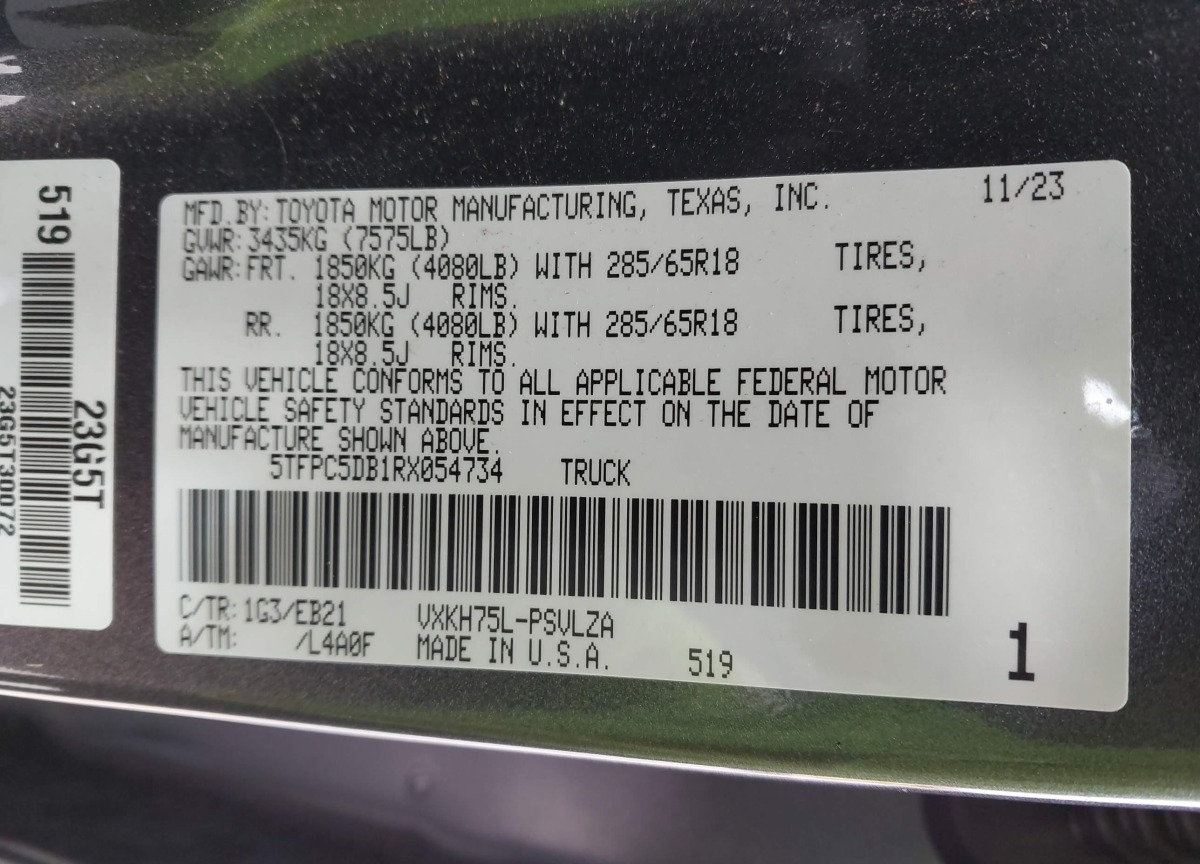 MFD.BY: TOYOTA MOTOR MANUFACTURING, TEXAS, INC. 11/23
GVWR: 3435KG (7575LB)
GAWR: FRT. 1850KG (4080LB) WITH 285/65R18 TIRES,
18X8.5J RIMS.
RR. 1850KG (4080LB) WITH 285/65R18 TIRES,
18X8.5J RIMS.
THIS VEHICLE CONFORMS TO ALL APPLICABLE FEDERAL MOTOR
VEHICLE SAFETY STANDARDS IN EFFECT ON THE DATE OF
MANUFACTURE SHOWN ABOVE.
5TFPC5DB1RX054734 TRUCK
C/TR: 1G3/EB21 VXKH75L-PSVLZA
A/TM: /L4A0F MADE IN U.S.A. 519 1
519
23G5T
23G5T30072